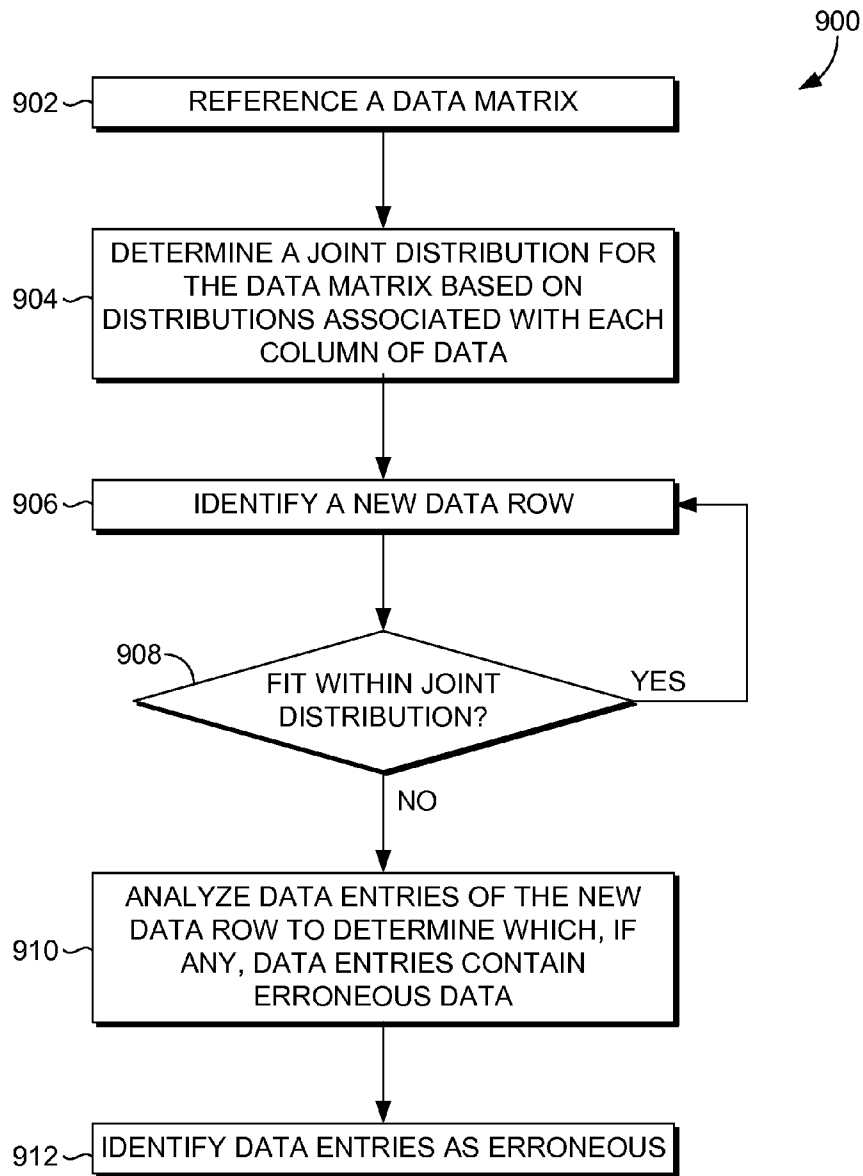 900
902
REFERENCE A DATA MATRIX
904
DETERMINE A JOINT DISTRIBUTION FOR
THE DATA MATRIX BASED ON
DISTRIBUTIONS ASSOCIATED WITH EACH
COLUMN OF DATA
906
IDENTIFY A NEW DATA ROW
908
FIT WITHIN JOINT
DISTRIBUTION?
YES
NO
910
ANALYZE DATA ENTRIES OF THE NEW
DATA ROW TO DETERMINE WHICH, IF
ANY, DATA ENTRIES CONTAIN
ERRONEOUS DATA
912
IDENTIFY DATA ENTRIES AS ERRONEOUS